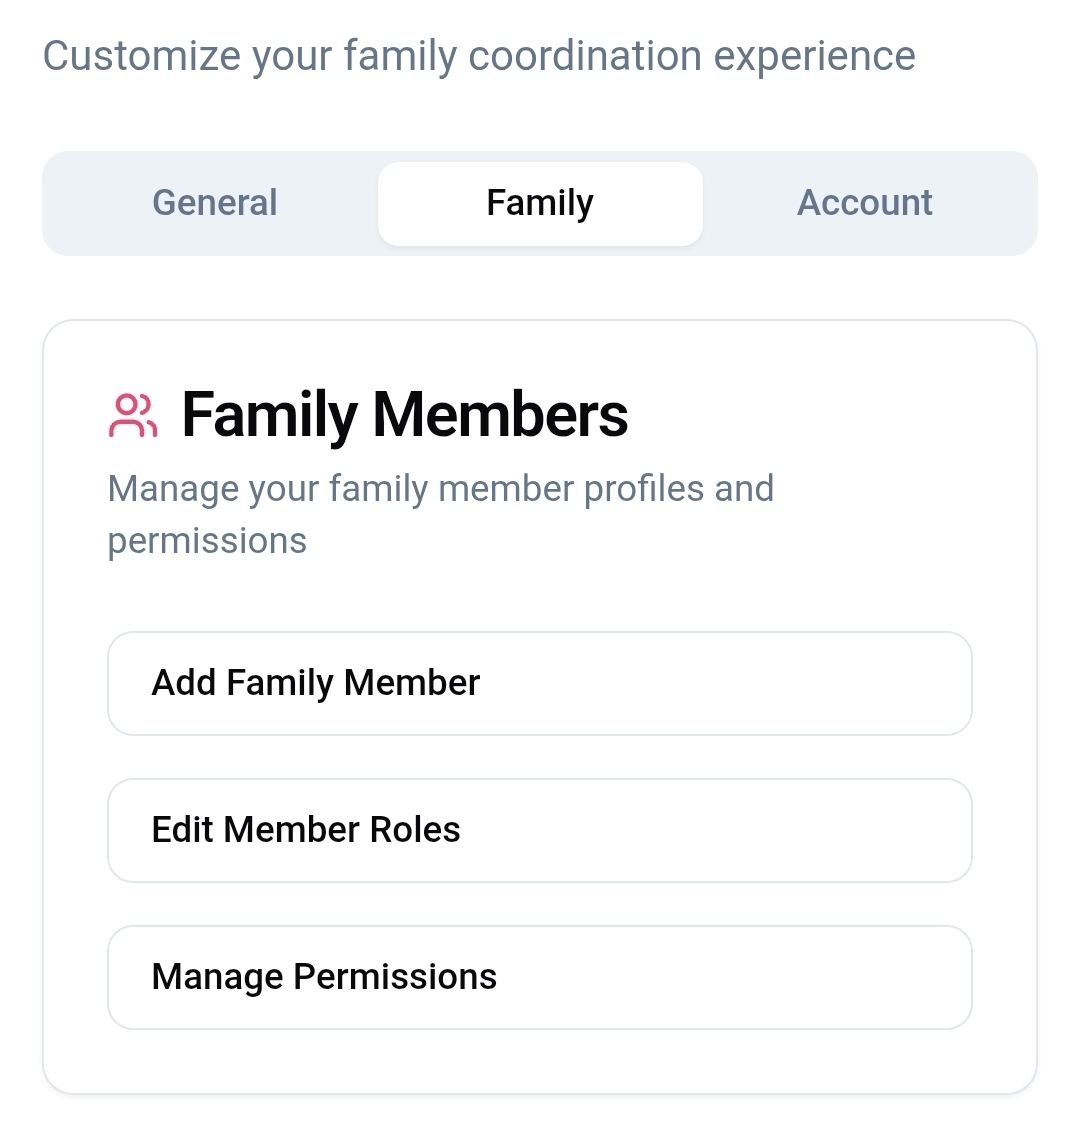 Customize your family coordination experience
General
Family
Account
Family Members
Manage your family member profiles and
permissions
Add Family Member
Edit Member Roles
Manage Permissions